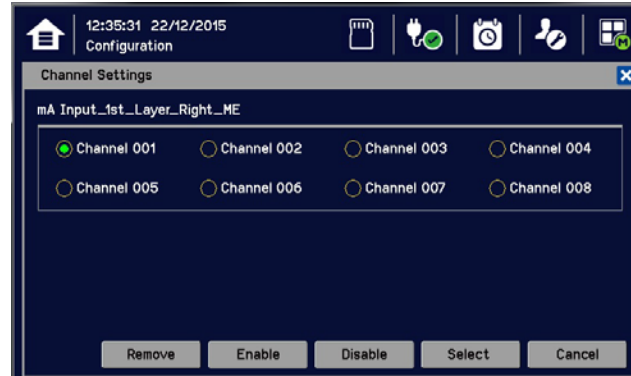 12:35:31 22/12/2015
Configuration
M
Channel Settings
mA Input_1st_Layer_Right_ME
Channel 001 Channel 002 Channel 003 Channel 004
Channel 005 Channel 006 Channel 007 Channel 008
Remove Enable Disable Select Cancel